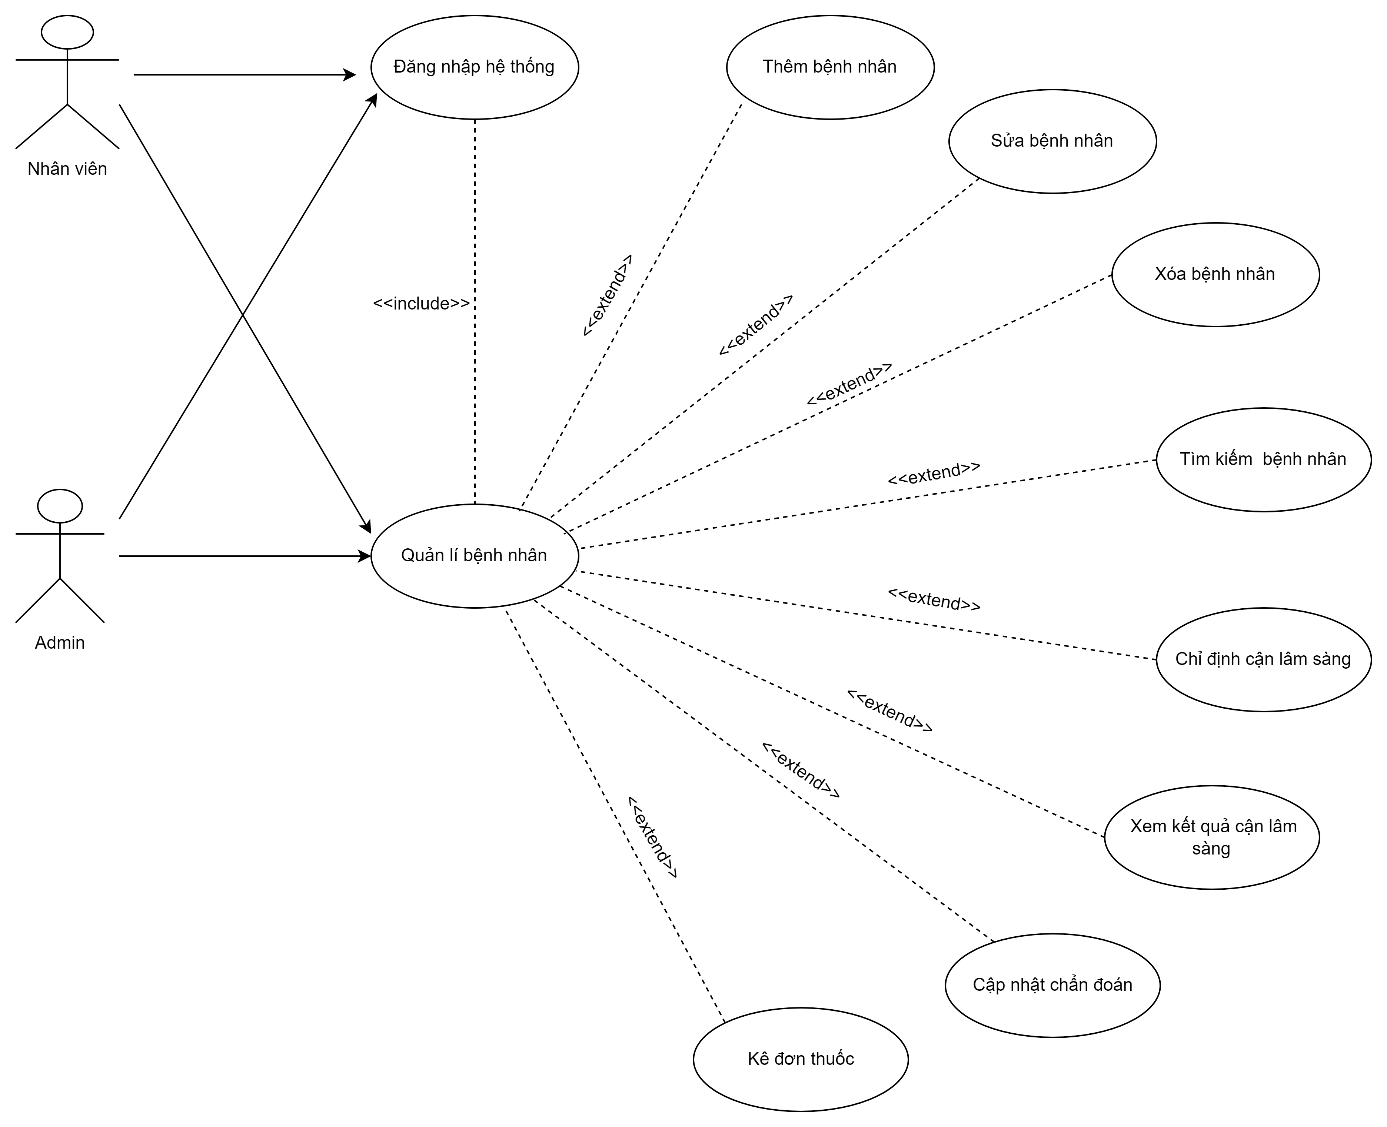 Đăng nhập hệ thống
Thêm bệnh nhân
Sửa bệnh nhân
Nhân viên
Xóa bệnh nhân
<<include>>
<<extend>>
<<extend>>
<<extend>>
Tìm kiếm  bệnh nhân
<<extend>>
Quản lí bệnh nhân
<<extend>>
Admin
Chỉ định cận lâm sàng
<<extend>>
<<extend>>
<<extend>>
Xem kết quả cận lâm
sàng
Cập nhật chẩn đoán
Kê đơn thuốc